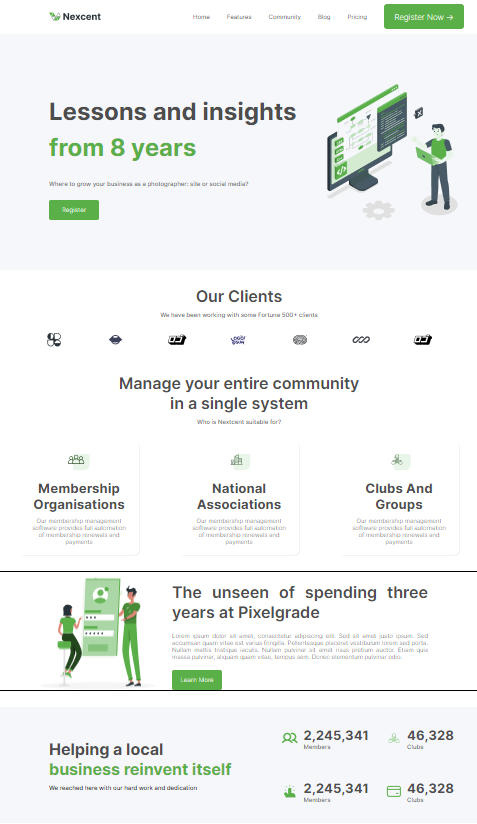 Nexcent
Home Features Community Blog Pricing Register Now →
Lessons and insights
from 8 years
Where to grow your business as a photographer: site or social media?
Register
Our Clients
We have been working with some Fortune 500+ clients
LOGO
IPSUM
Manage your entire community
in a single system
Who is Nextcent suitable for?
Membership
Organisations
Our membership management
software provides full automation
of membership renewals and
payments
National
Associations
Our membership management
software provides full automation
of membership renewals and
payments
Clubs And
Groups
Our membership management
software provides full automation
of membership renewals and
payments
The unseen of spending three
years at Pixelgrade
Lorem ipsum dolor sit amet, consectetur adipiscing elit. Sed sit amet justo ipsum. Sed
accumsan quam vitae est varius fringilla. Pellentesque placerat vestibulum lorem sed porta.
Nullam mattis tristique iaculis. Nullam pulvinar sit amet risus pretium auctor. Etiam quis
massa pulvinar, aliquam quam vitae, tempus sem. Donec elementum pulvinar odio.
Learn More
Helping a local
business reinvent itself
We reached here with our hard work and dedication
2,245,341
Members
46,328
Clubs
2,245,341
Members
46,328
Clubs